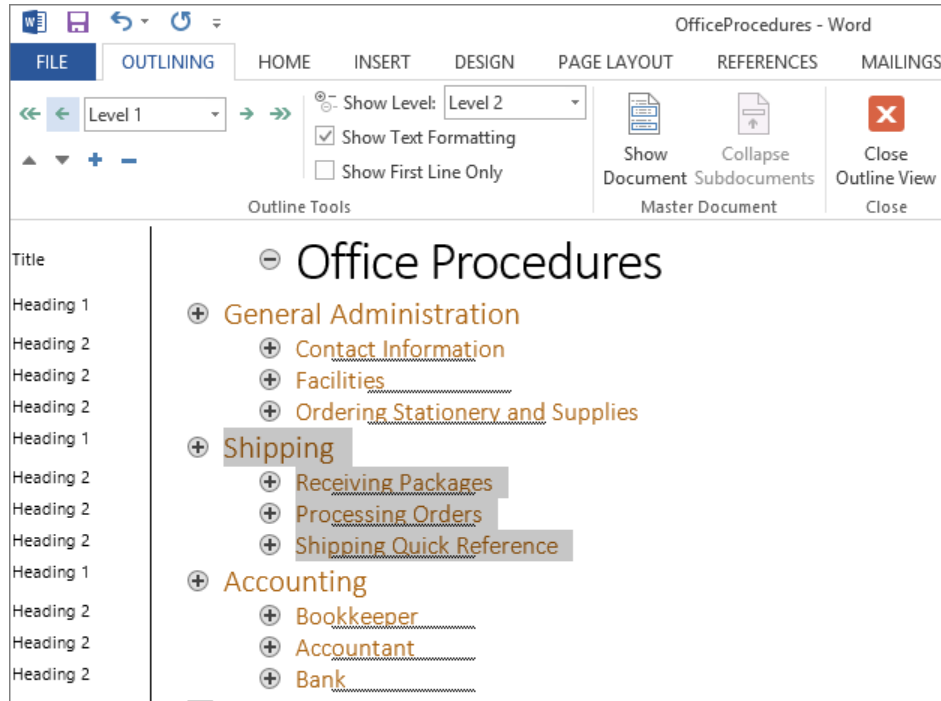 OfficeProcedures - Word
FILE OUTLINING HOME INSERT DESIGN PAGE LAYOUT REFERENCES MAILINGS
Level 1 Show Level: Level 2
Show Text Formatting
Show First Line Only
Show Document
Collapse Subdocuments
Close Outline View
Outline Tools Master Document Close
Title Office Procedures
Heading 1 General Administration
Heading 2 Contact Information
Heading 2 Facilities
Heading 2 Ordering Stationery and Supplies
Heading 1 Shipping
Heading 2 Receiving Packages
Heading 2 Processing Orders
Heading 2 Shipping Quick Reference
Heading 1 Accounting
Heading 2 Bookkeeper
Heading 2 Accountant
Heading 2 Bank